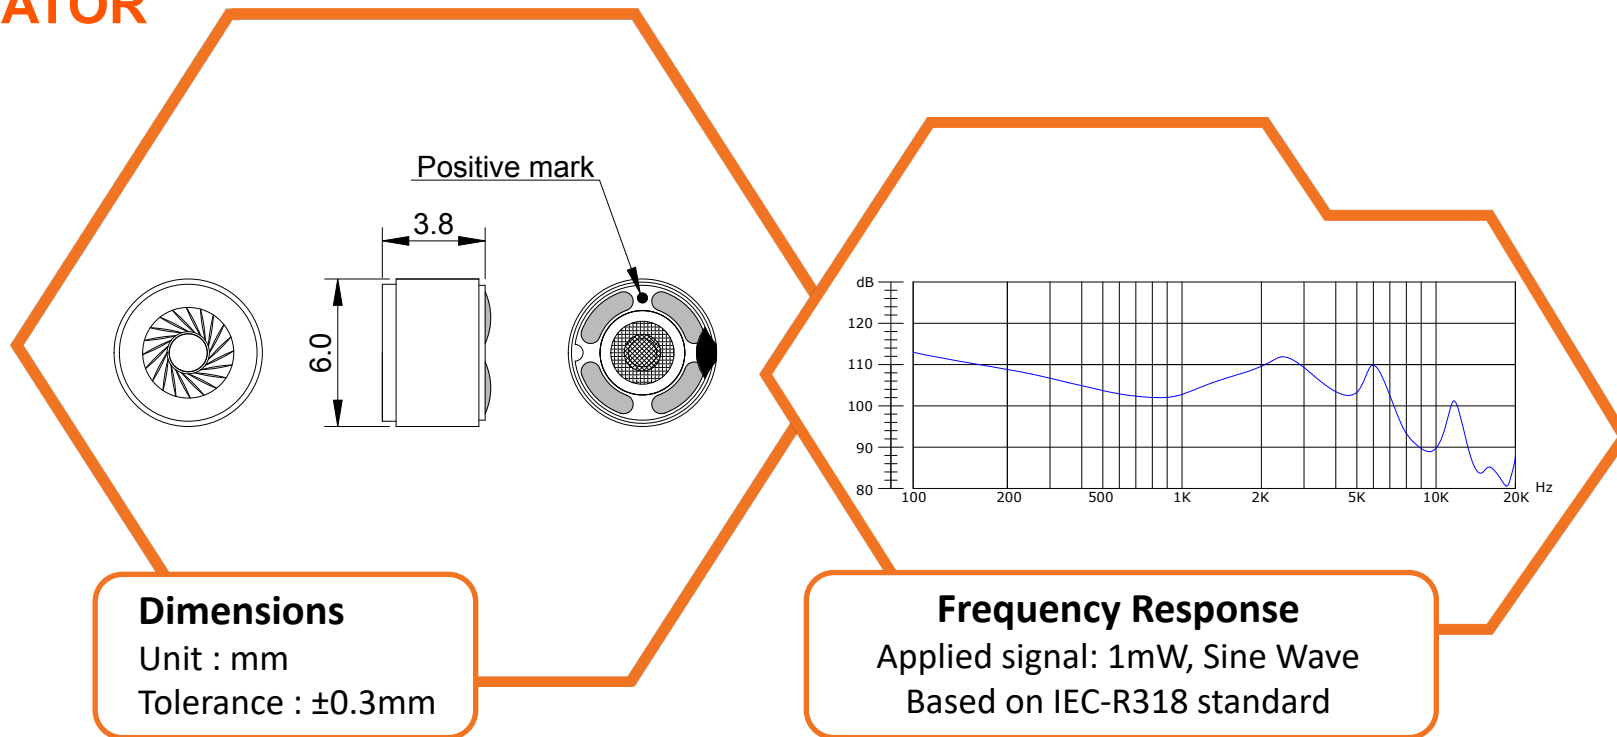 ATOR
Positive mark
3.8
6.0
dB
120
110
100
90
80
100 200 500 1K 2K 5K 10K 20K Hz
Dimensions
Unit : mm
Tolerance : ±0.3mm
Frequency Response
Applied signal: 1mW, Sine Wave
Based on IEC-R318 standard